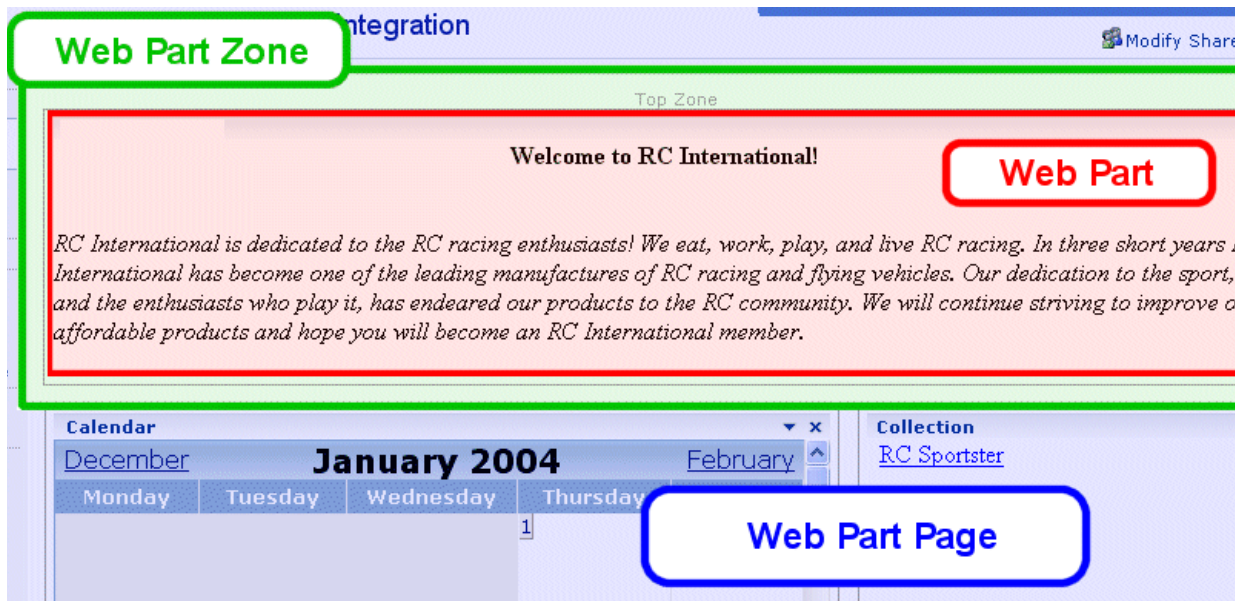 ntegration
Modify Share
Web Part Zone
Top Zone
Welcome to RC International!
Web Part
RC International is dedicated to the RC racing enthusiasts! We eat, work, play, and live RC racing. In three short years
International has become one of the leading manufactures of RC racing and flying vehicles. Our dedication to the sport,
and the enthusiasts who play it, has endeared our products to the RC community. We will continue striving to improve
affordable products and hope you will become an RC International member.
Calendar
Collection
December January 2004 February
RC Sportster
Monday Tuesday Wednesday Thursday
1
Web Part Page